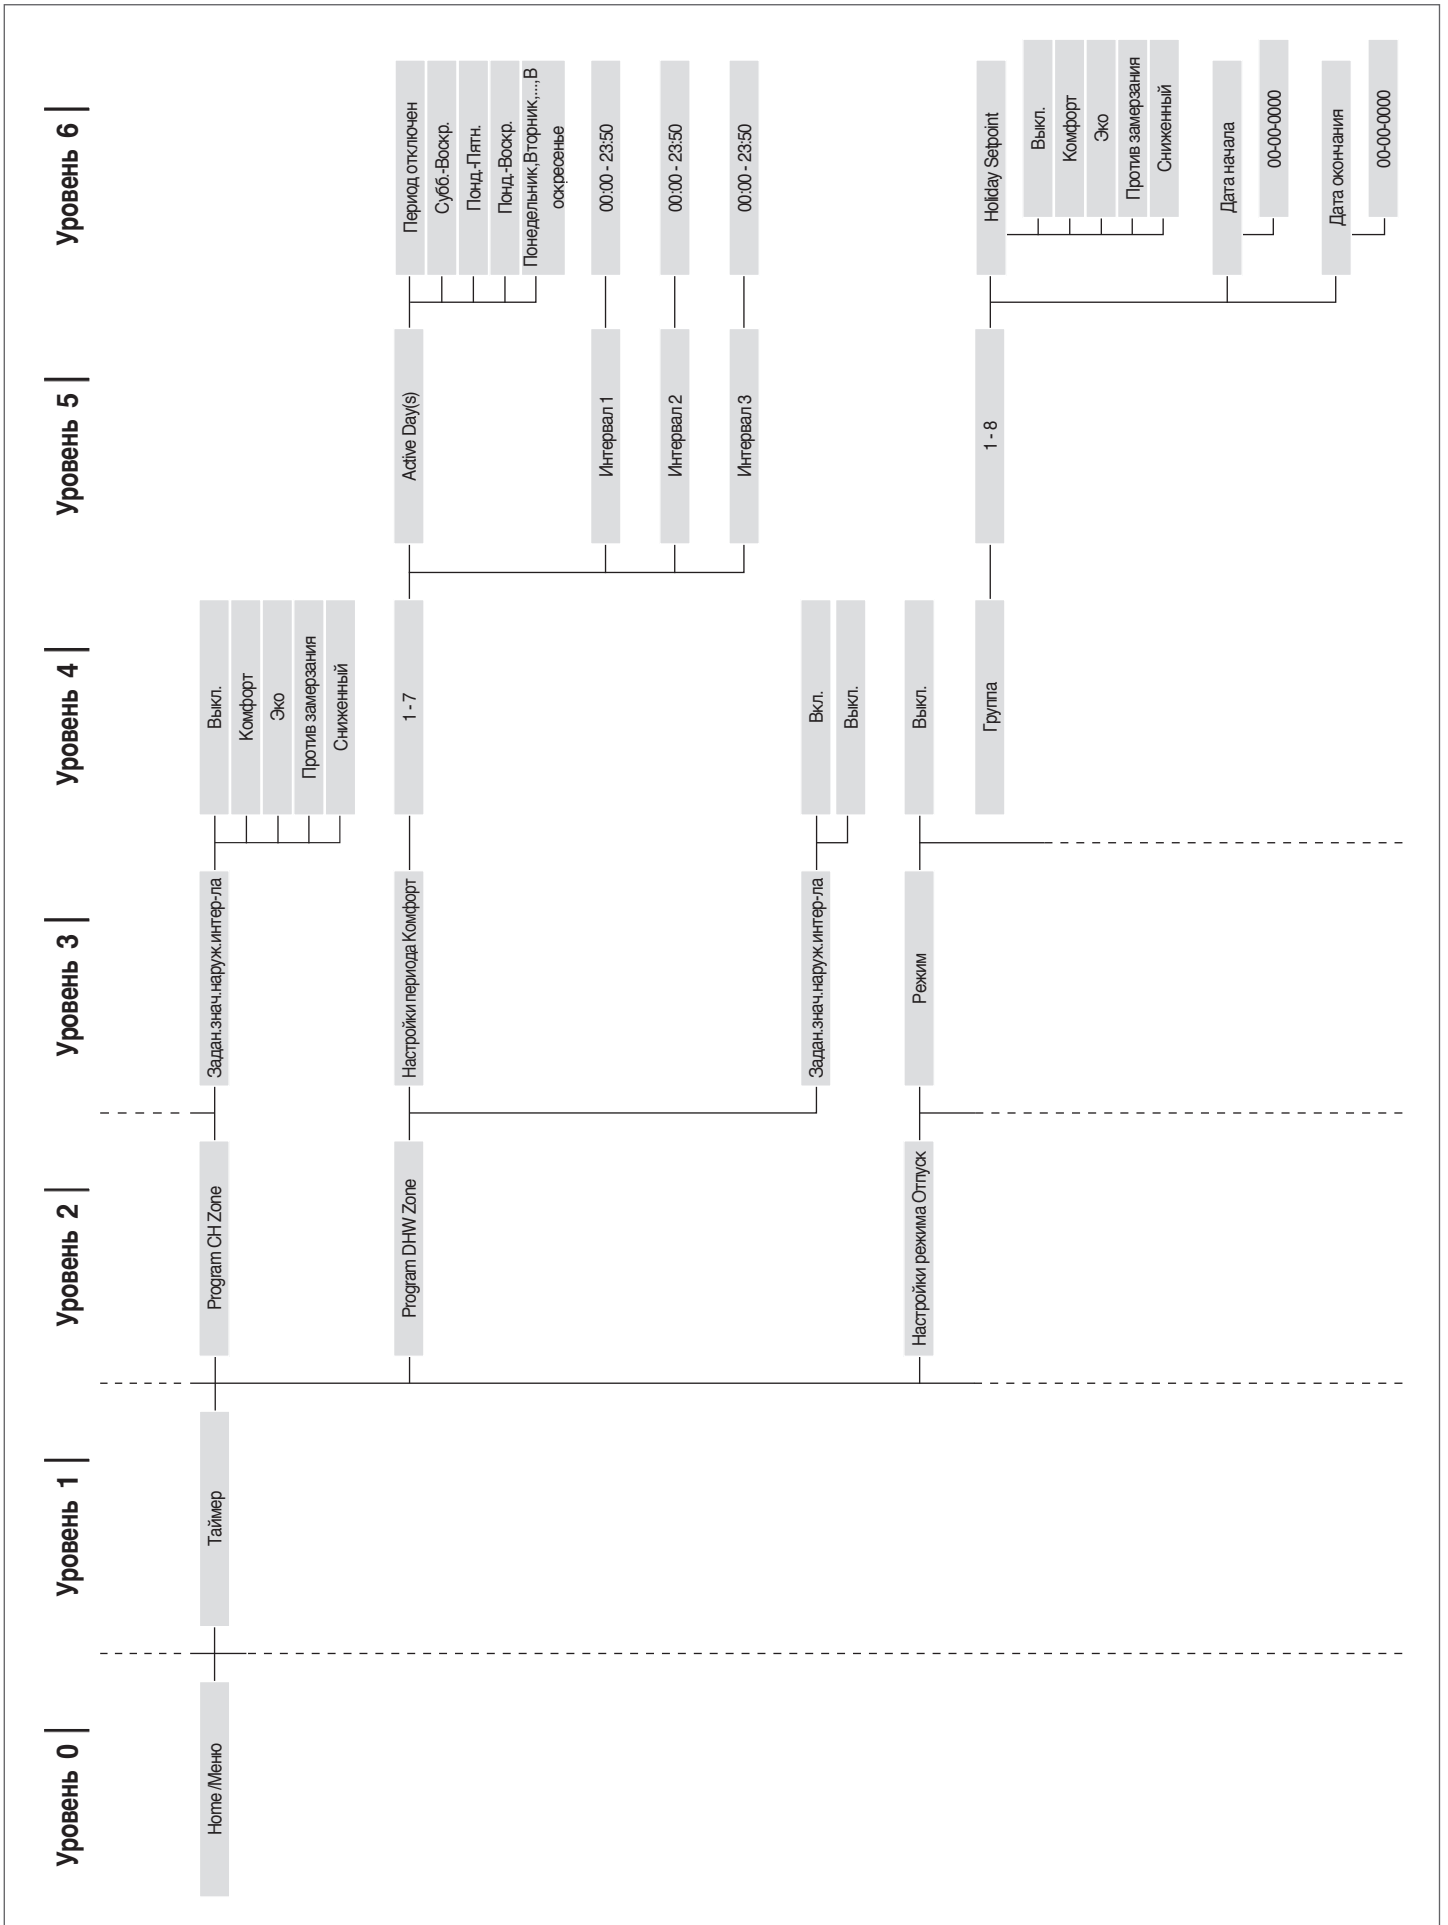 Уровень 0
Уровень 1
Уровень 2
Уровень 3
Уровень 4
Уровень 5
Уровень 6
Home /Меню
Таймер
Program CH Zone
Задан.знач.наруж.интер-ла
Выкл.
Комфорт
Эко
Против замерзания
Сниженный
Program DHW Zone
Настройки периода Комфорт
1 - 7
Active Day(s)
Период отключен
Субб.-Воскр.
Понд.-Пятн.
Понд.-Воскр.
Понедельник,Вторник,...,В
оскресенье
Интервал 1
00:00 - 23:50
Интервал 2
00:00 - 23:50
Интервал 3
00:00 - 23:50
Задан.знач.наруж.интер-ла
Вкл.
Выкл.
Настройки режима Отпуск
Режим
Выкл.
Группа
1 - 8
Holiday Setpoint
Выкл.
Комфорт
Эко
Против замерзания
Сниженный
Дата начала
00-00-0000
Дата окончания
00-00-0000